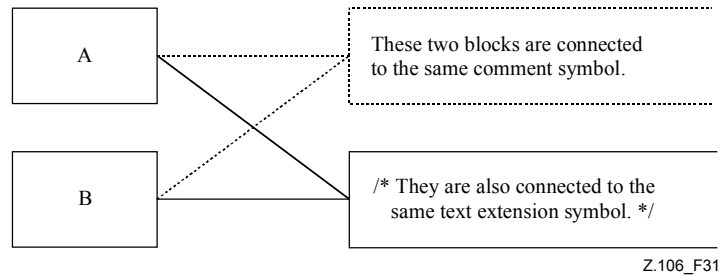 A
These two blocks are connected
to the same comment symbol.
B
/* They are also connected to the
same text extension symbol. */
Z.106_F31